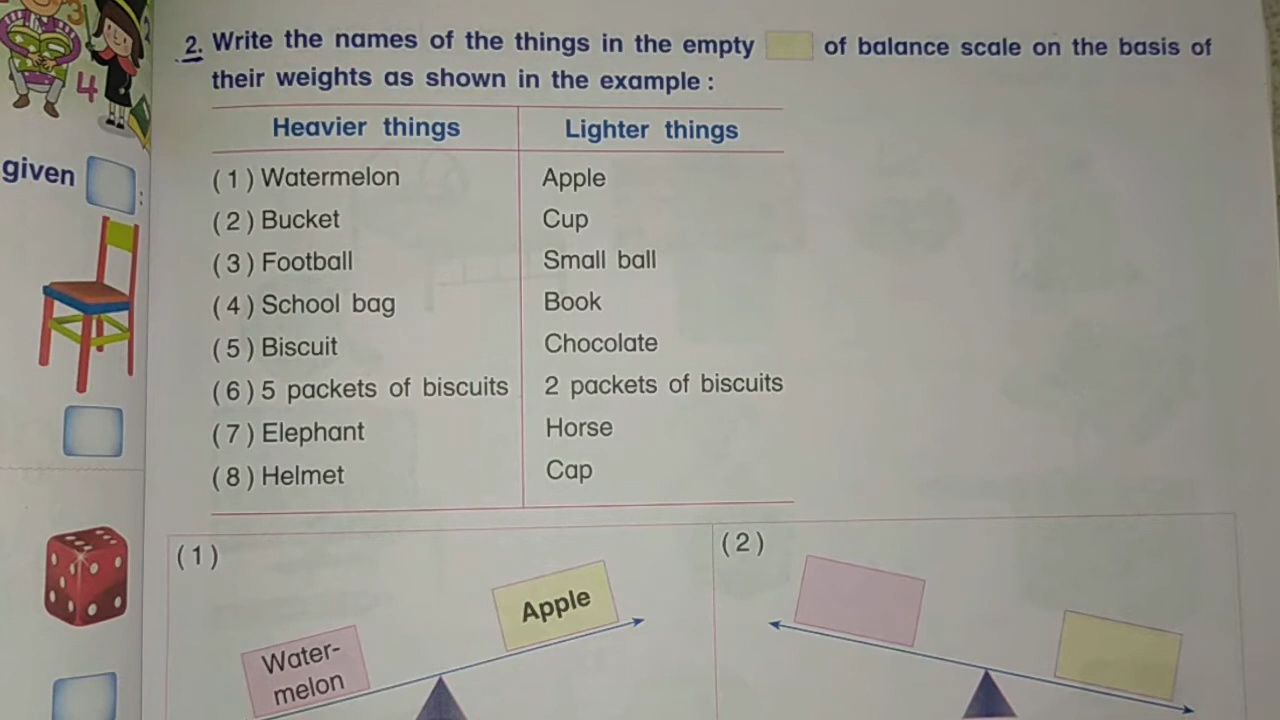 2. Write the names of the things in the empty of balance scale on the basis of
their weights as shown in the example :
Heavier things Lighter things
(1) Watermelon Apple
(2) Bucket Cup
(3) Football Small ball
(4) School bag Book
(5) Biscuit Chocolate
(6) 5 packets of biscuits 2 packets of biscuits
(7) Elephant Horse
(8) Helmet Cap
(1)
Apple
Water-
melon
(2)
4
given :